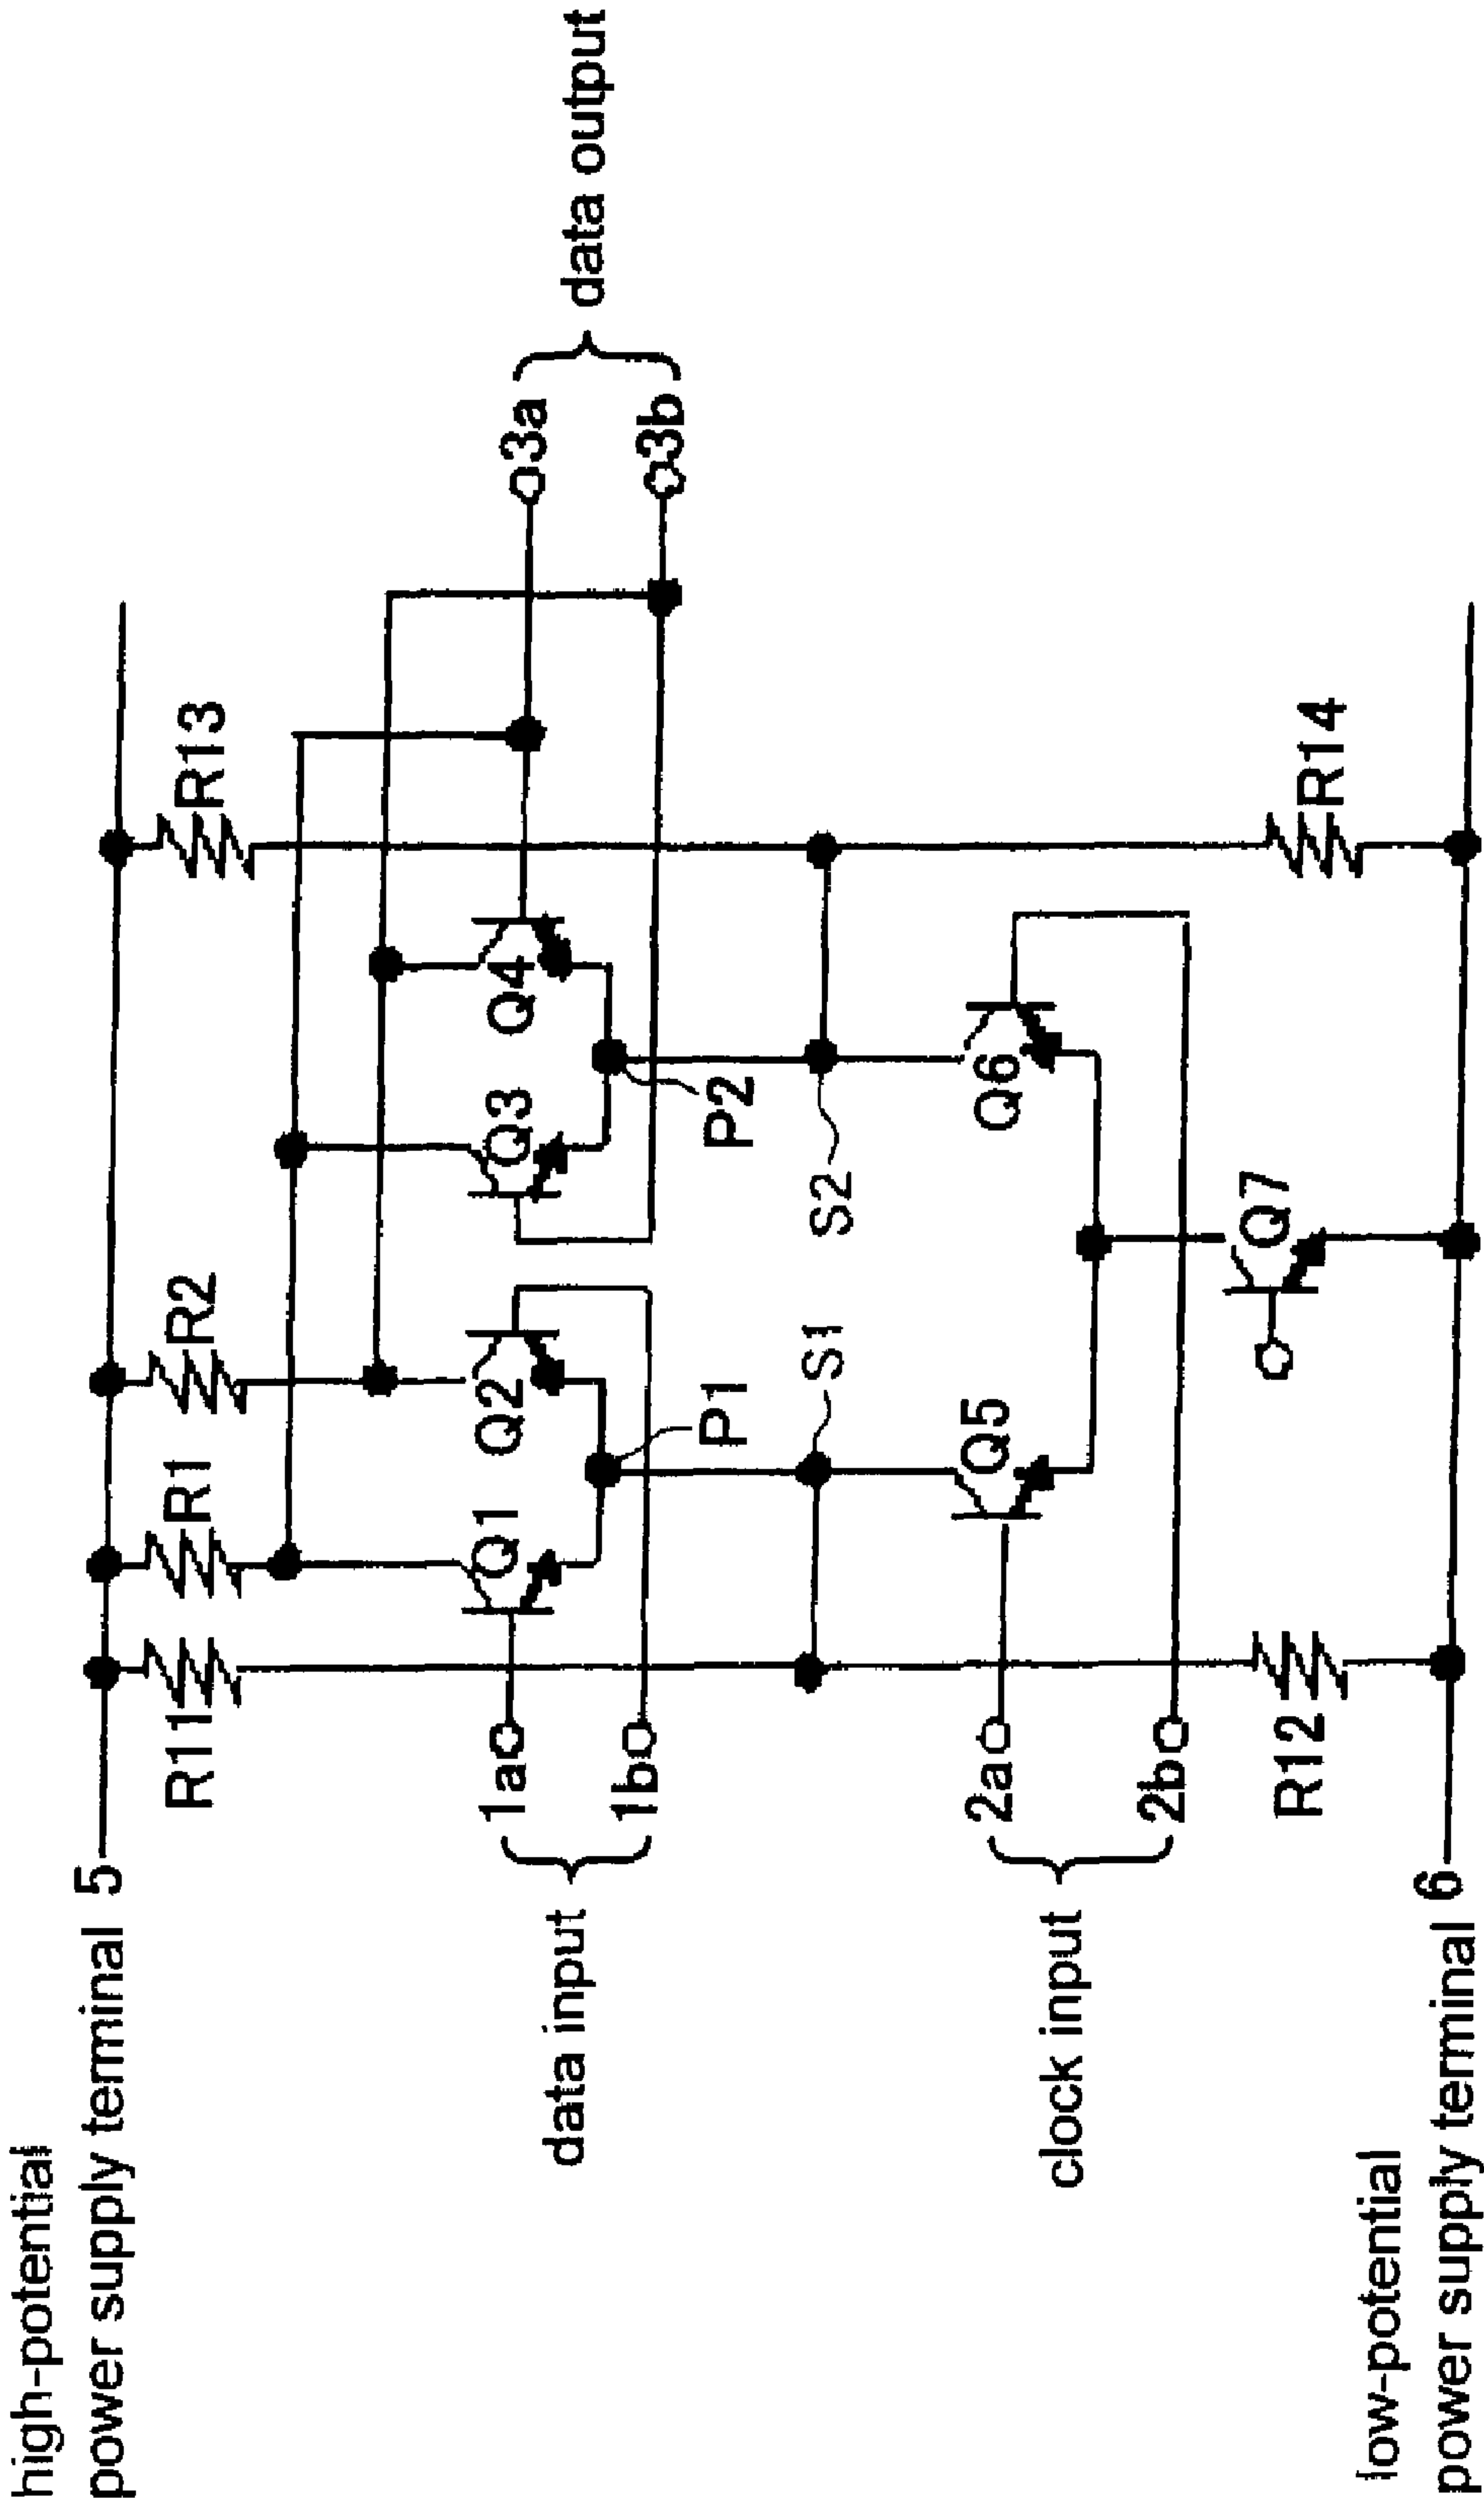 high-potential
power supply terminal 5
R11
R1
R2
R13
data input
1a
1b
Q1
Q2
Q3
Q4
3a
3b
data output
P1
P2
S1
S2
clock input
2a
2b
Q5
Q6
Q7
R12
R14
low-potential
power supply terminal 6